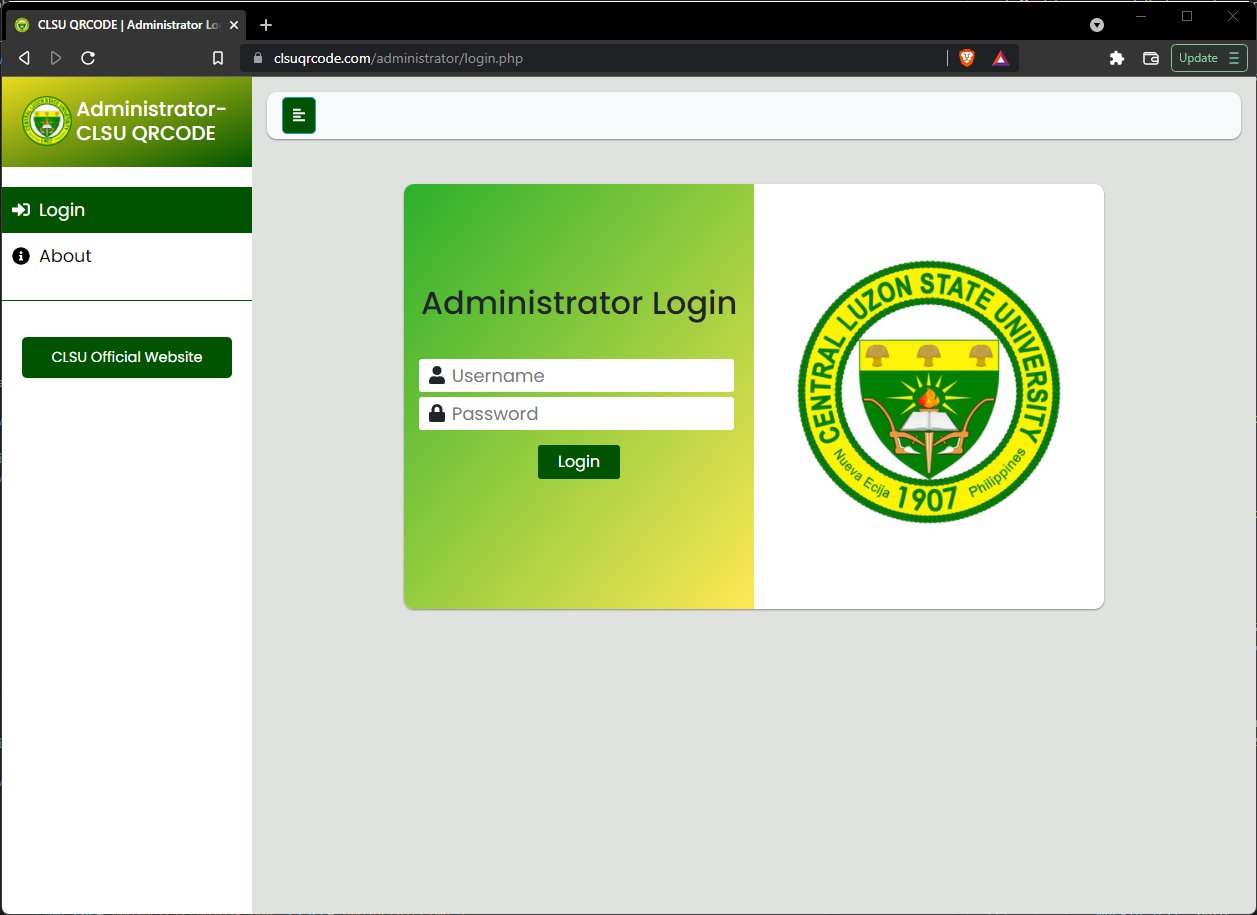 CLSU QRCODE | Administrator Lo
clsuqrcode.com/administrator/login.php
Update
Administrator-
CLSU QRCODE
Login
About
CLSU Official Website
Administrator Login
Username
Password
Login
CENTRAL LUZON STATE UNIVERSITY
Nueva Ecija 1907 Philippines